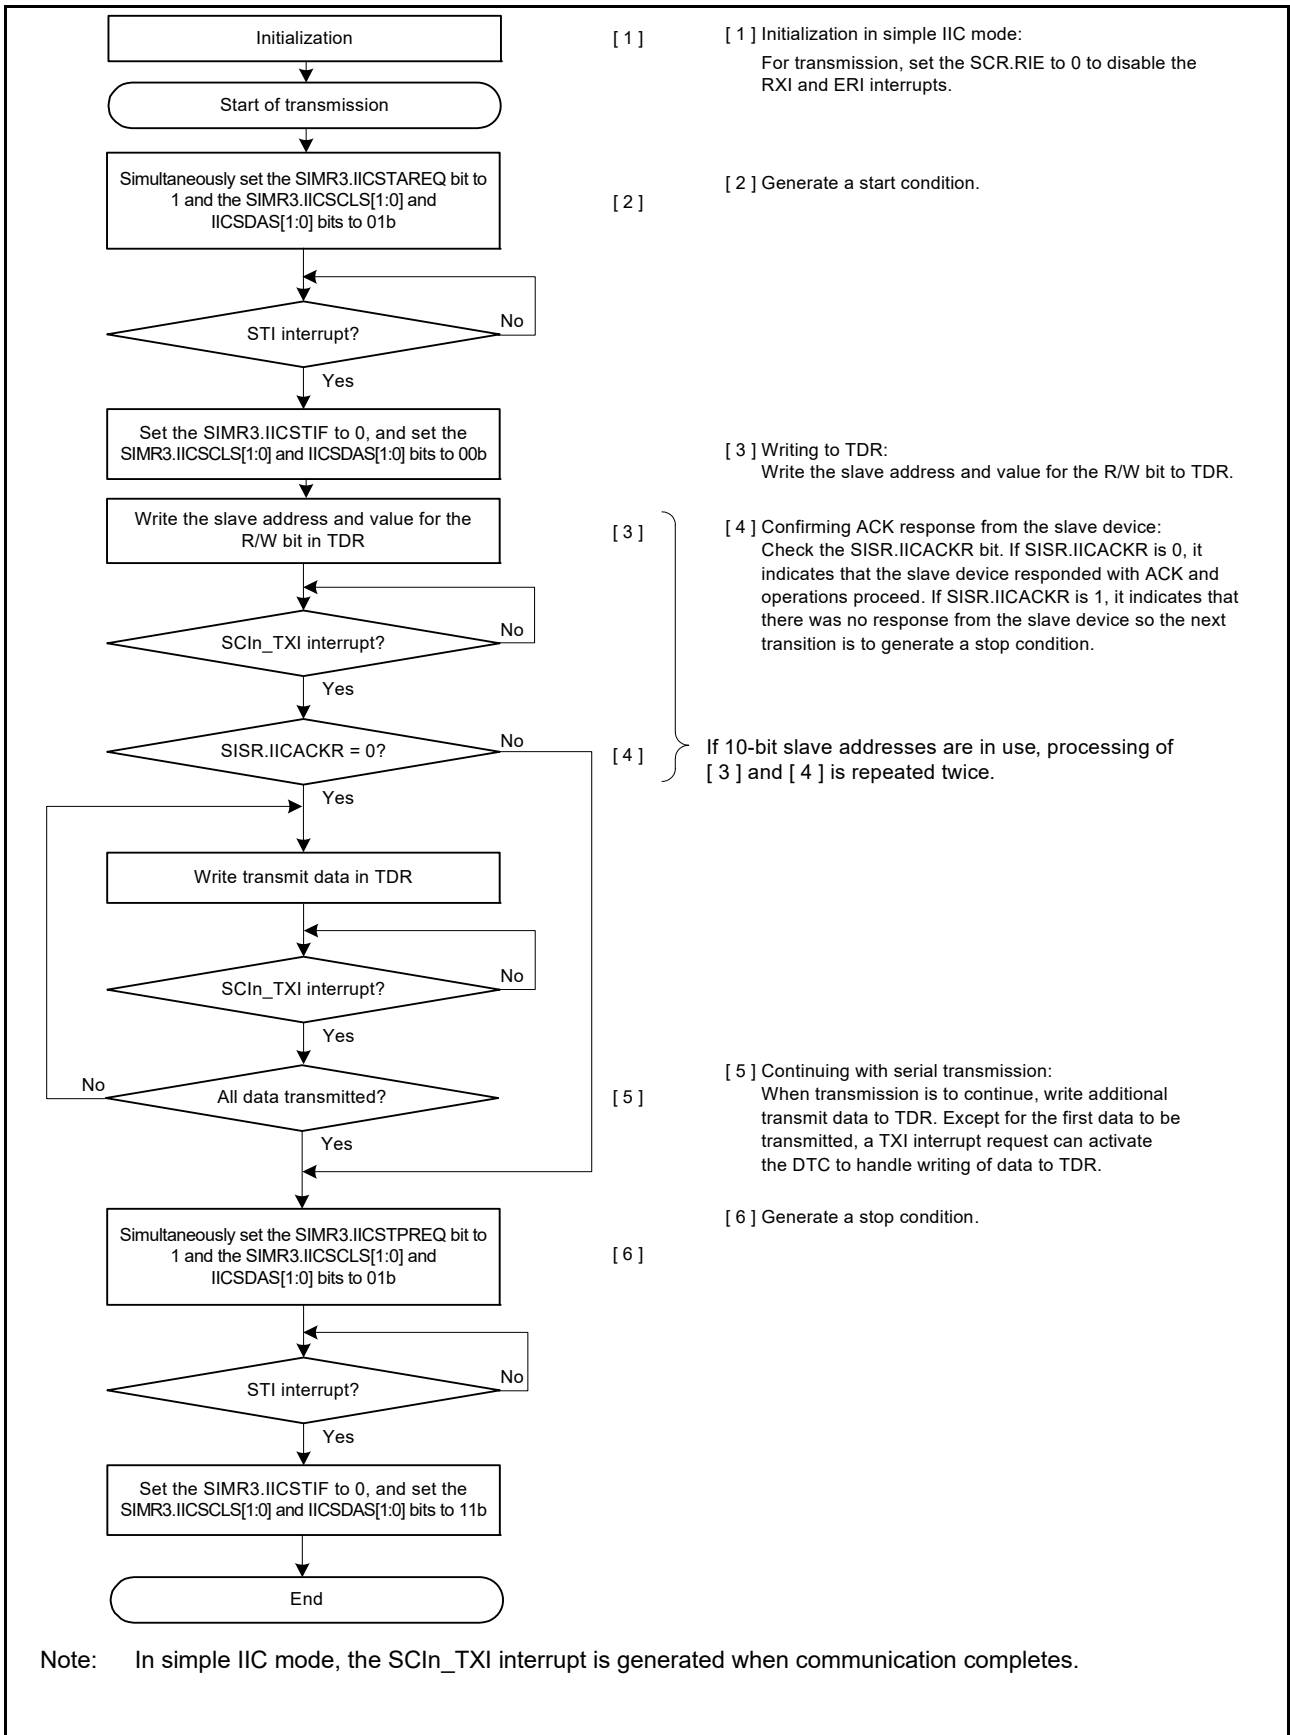 Initialization
[ 1 ]
[ 1 ] Initialization in simple IIC mode:
For transmission, set the SCR.RIE to 0 to disable the
RXI and ERI interrupts.
Start of transmission
Simultaneously set the SIMR3.IICSTAREQ bit to
1 and the SIMR3.IICSCLS[1:0] and
IICSDAS[1:0] bits to 01b
[ 2 ]
[ 2 ] Generate a start condition.
STI interrupt?
No
Yes
Set the SIMR3.IICSTIF to 0, and set the
SIMR3.IICSCLS[1:0] and IICSDAS[1:0] bits to 00b
[ 3 ] Writing to TDR:
Write the slave address and value for the R/W bit to TDR.
Write the slave address and value for the
R/W bit in TDR
[ 3 ]
[ 4 ] Confirming ACK response from the slave device:
Check the SISR.IICACKR bit. If SISR.IICACKR is 0, it
indicates that the slave device responded with ACK and
operations proceed. If SISR.IICACKR is 1, it indicates that
there was no response from the slave device so the next
transition is to generate a stop condition.
SCIn_TXI interrupt?
No
Yes
SISR.IICACKR = 0?
No
[ 4 ]
If 10-bit slave addresses are in use, processing of
[ 3 ] and [ 4 ] is repeated twice.
Yes
Write transmit data in TDR
SCIn_TXI interrupt?
No
Yes
No
All data transmitted?
[ 5 ]
[ 5 ] Continuing with serial transmission:
When transmission is to continue, write additional
transmit data to TDR. Except for the first data to be
transmitted, a TXI interrupt request can activate
the DTC to handle writing of data to TDR.
Yes
Simultaneously set the SIMR3.IICSTPREQ bit to
1 and the SIMR3.IICSCLS[1:0] and
IICSDAS[1:0] bits to 01b
[ 6 ]
[ 6 ] Generate a stop condition.
STI interrupt?
No
Yes
Set the SIMR3.IICSTIF to 0, and set the
SIMR3.IICSCLS[1:0] and IICSDAS[1:0] bits to 11b
End
Note: In simple IIC mode, the SCIn_TXI interrupt is generated when communication completes.